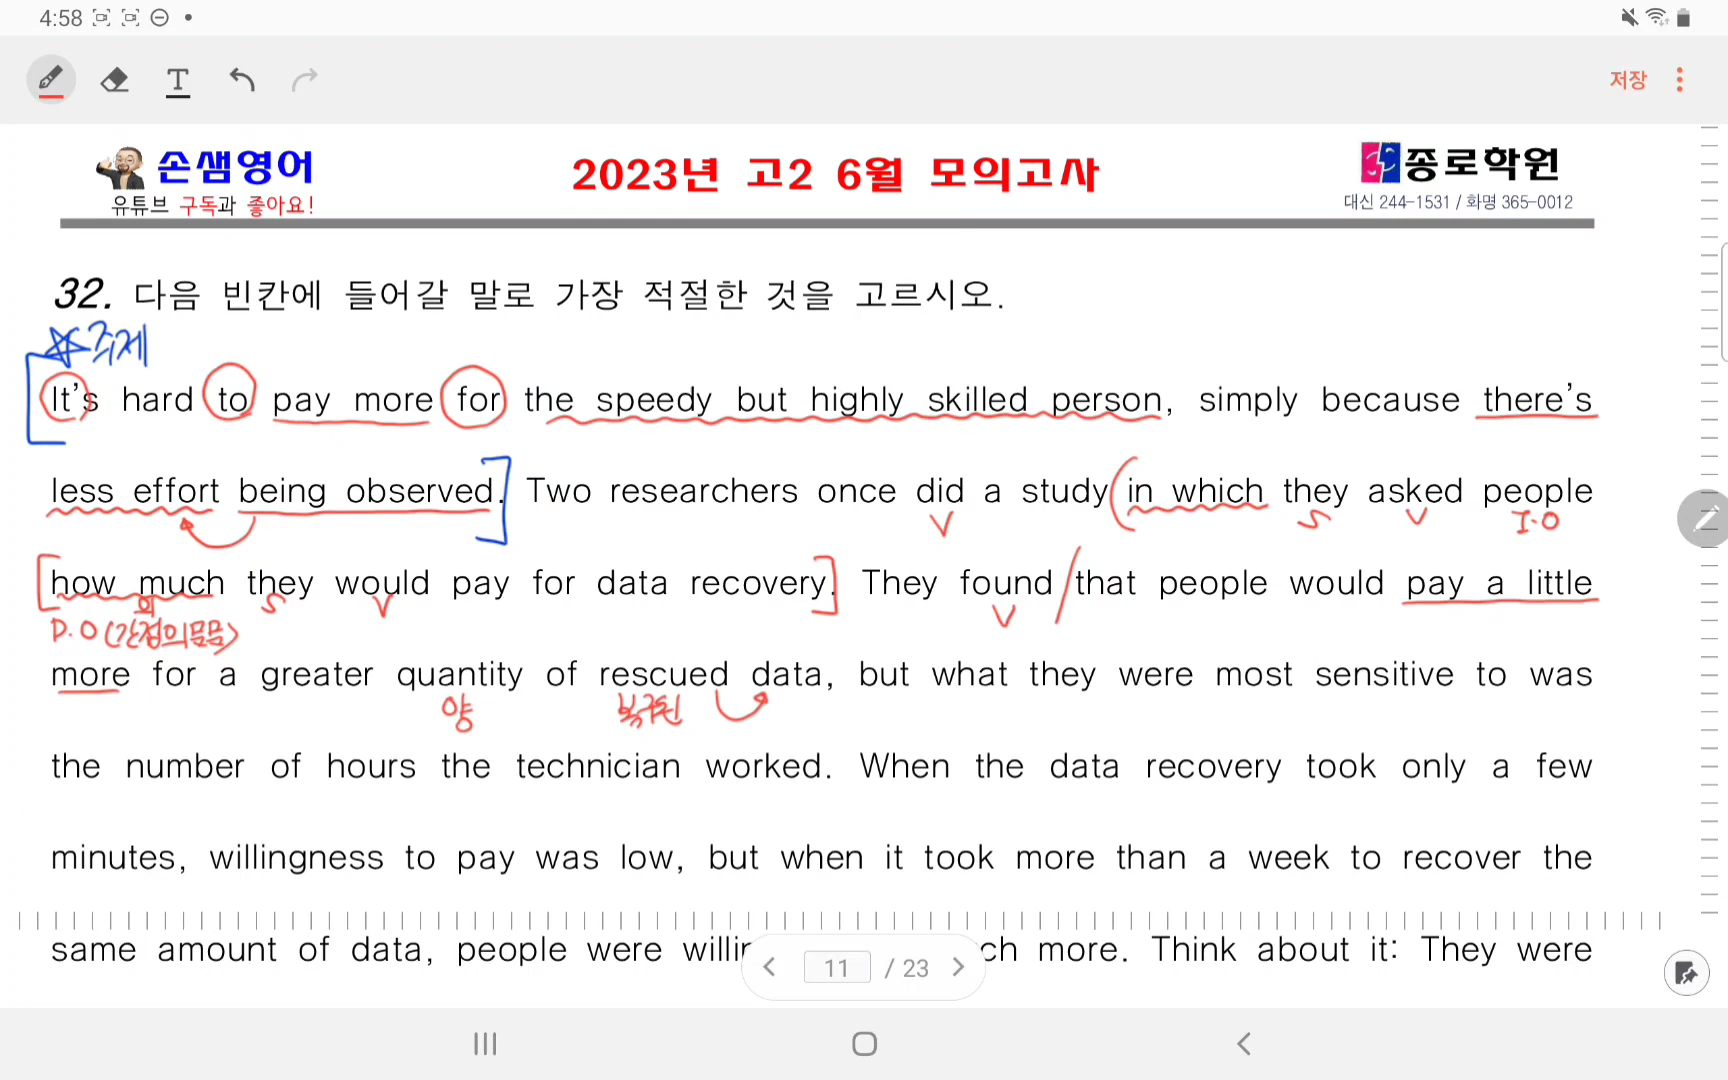 4:58
T
저장
손샘영어
유튜브 구독과 좋아요!
2023년 고2 6월 모의고사
종로학원
대신 244-1531 / 화명 365-0012
32. 다음 빈칸에 들어갈 말로 가장 적절한 것을 고르시오.
주제
It's hard to pay more for the speedy but highly skilled person, simply because there's
less effort being observed. Two researchers once did a study in which they asked people
V S V I.O
how much they would pay for data recovery. They found that people would pay a little
S V V
D.O (간접의문문)
more for a greater quantity of rescued data, but what they were most sensitive to was
양 복구된
the number of hours the technician worked. When the data recovery took only a few
minutes, willingness to pay was low, but when it took more than a week to recover the
same amount of data, people were willin ch more. Think about it: They were
11 / 23